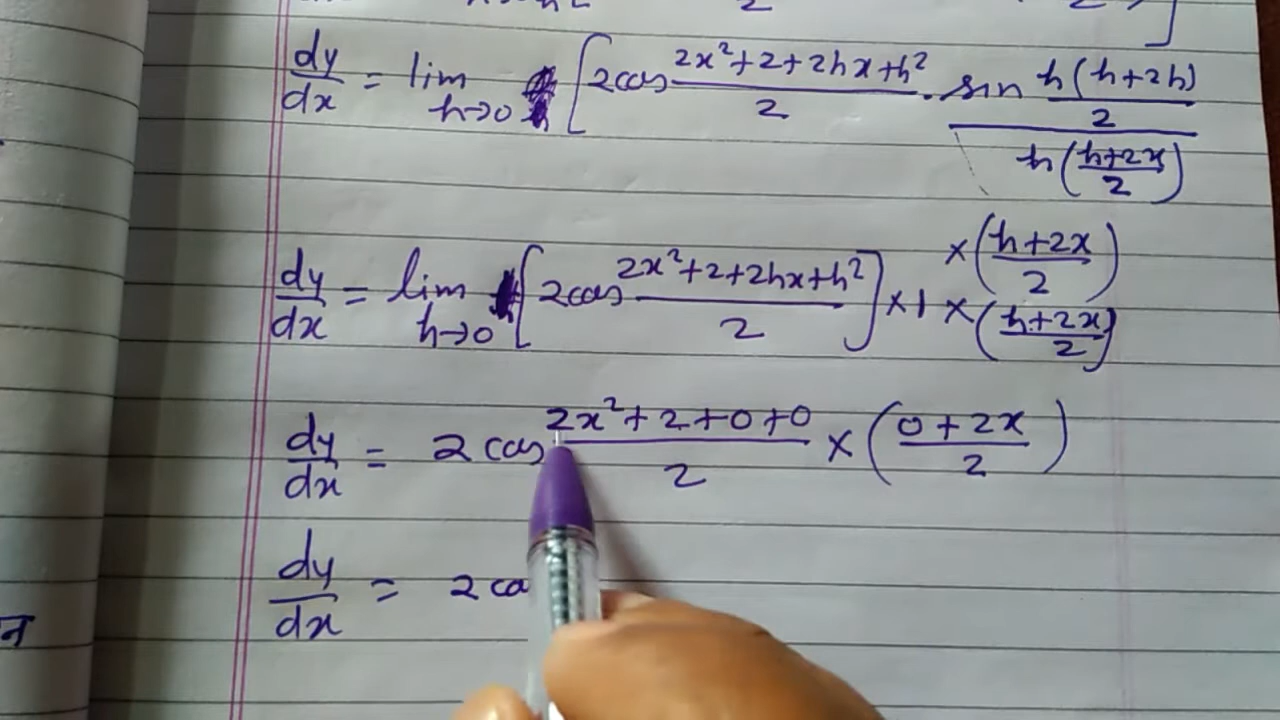 dy/dx = lim h→0 [2cos (2x²+2+2hx+h²)/2 . (sin h(h+2h)/2)/(h((h+2x)/2))
×((h+2x)/2)
dy/dx = lim h→0 [2cos (2x²+2+2hx+h²)/2] ×1 ×((h+2x)/2)
dy/dx = 2cos (2x²+2+0+0)/2 × ((0+2x)/2)
dy/dx = 2co
न